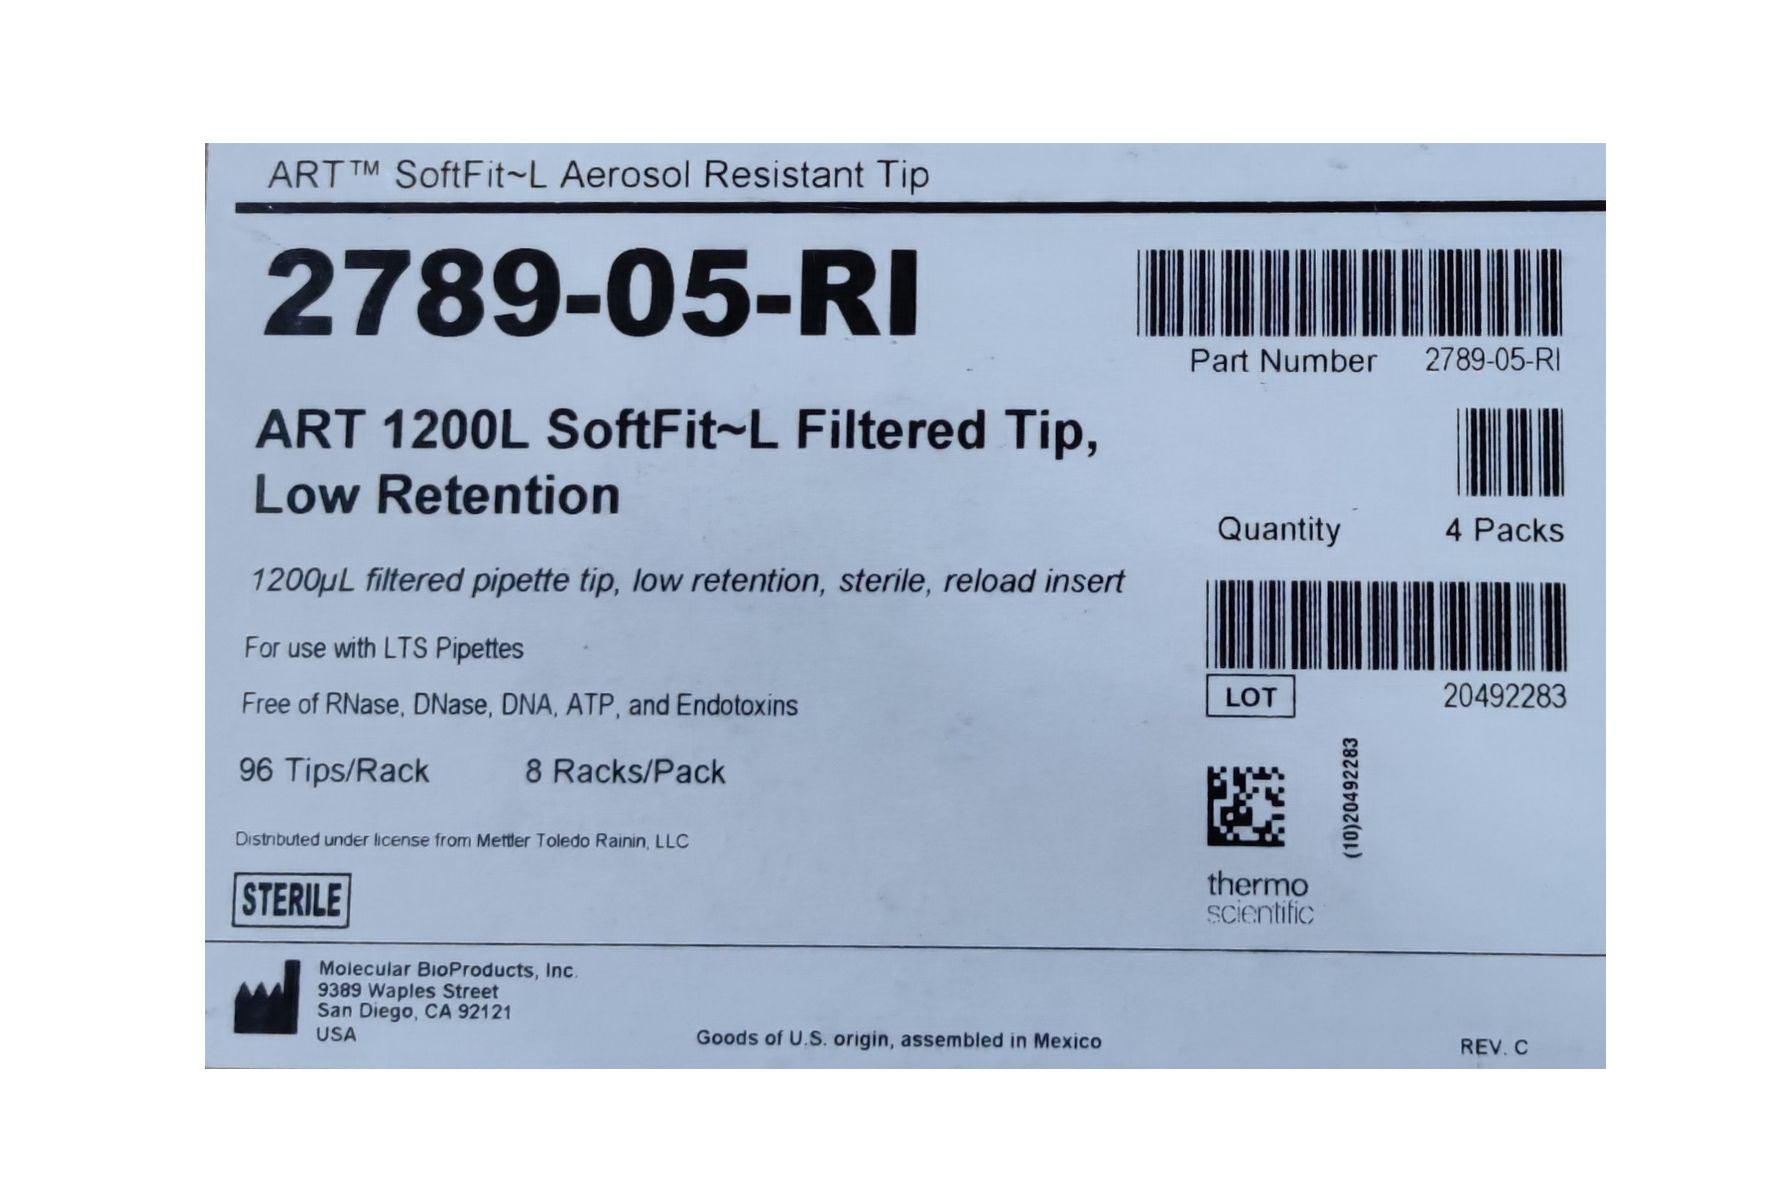 ART™ SoftFit~L Aerosol Resistant Tip
2789-05-RI
Part Number 2789-05-RI
ART 1200L SoftFit~L Filtered Tip,
Low Retention
Quantity 4 Packs
1200µL filtered pipette tip, low retention, sterile, reload insert
For use with LTS Pipettes
LOT 20492283
Free of RNase, DNase, DNA, ATP, and Endotoxins
96 Tips/Rack 8 Racks/Pack
(10)20492283
Distributed under license from Mettler Toledo Rainin, LLC
thermo
scientific
STERILE
Molecular BioProducts, Inc.
9389 Waples Street
San Diego, CA 92121
USA
Goods of U.S. origin, assembled in Mexico
REV. C